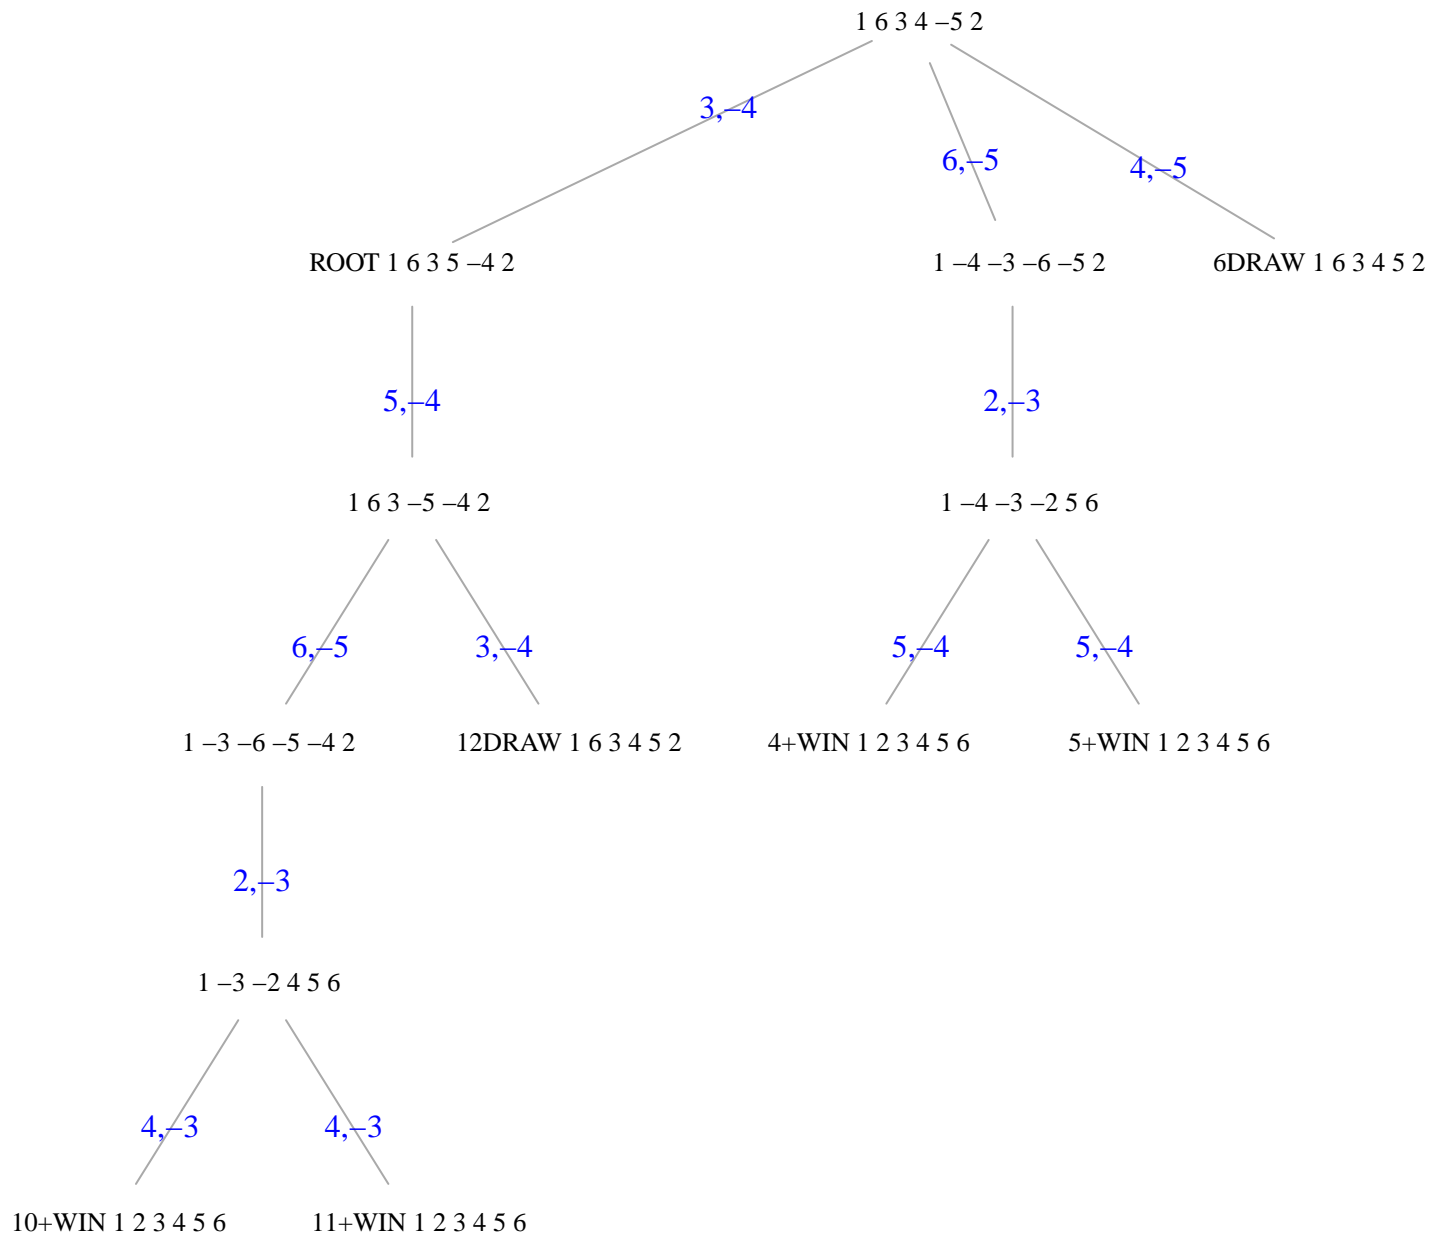 1 6 3 4 –5 2
3,–4
6,–5
4,–5
ROOT 1 6 3 5 –4 2
1 –4 –3 –6 –5 2
6DRAW 1 6 3 4 5 2
5,–4
2,–3
1 6 3 –5 –4 2
1 –4 –3 –2 5 6
6,–5
3,–4
5,–4
5,–4
1 –3 –6 –5 –4 2
12DRAW 1 6 3 4 5 2
4+WIN 1 2 3 4 5 6
5+WIN 1 2 3 4 5 6
2,–3
1 –3 –2 4 5 6
4,–3
4,–3
10+WIN 1 2 3 4 5 6
11+WIN 1 2 3 4 5 6